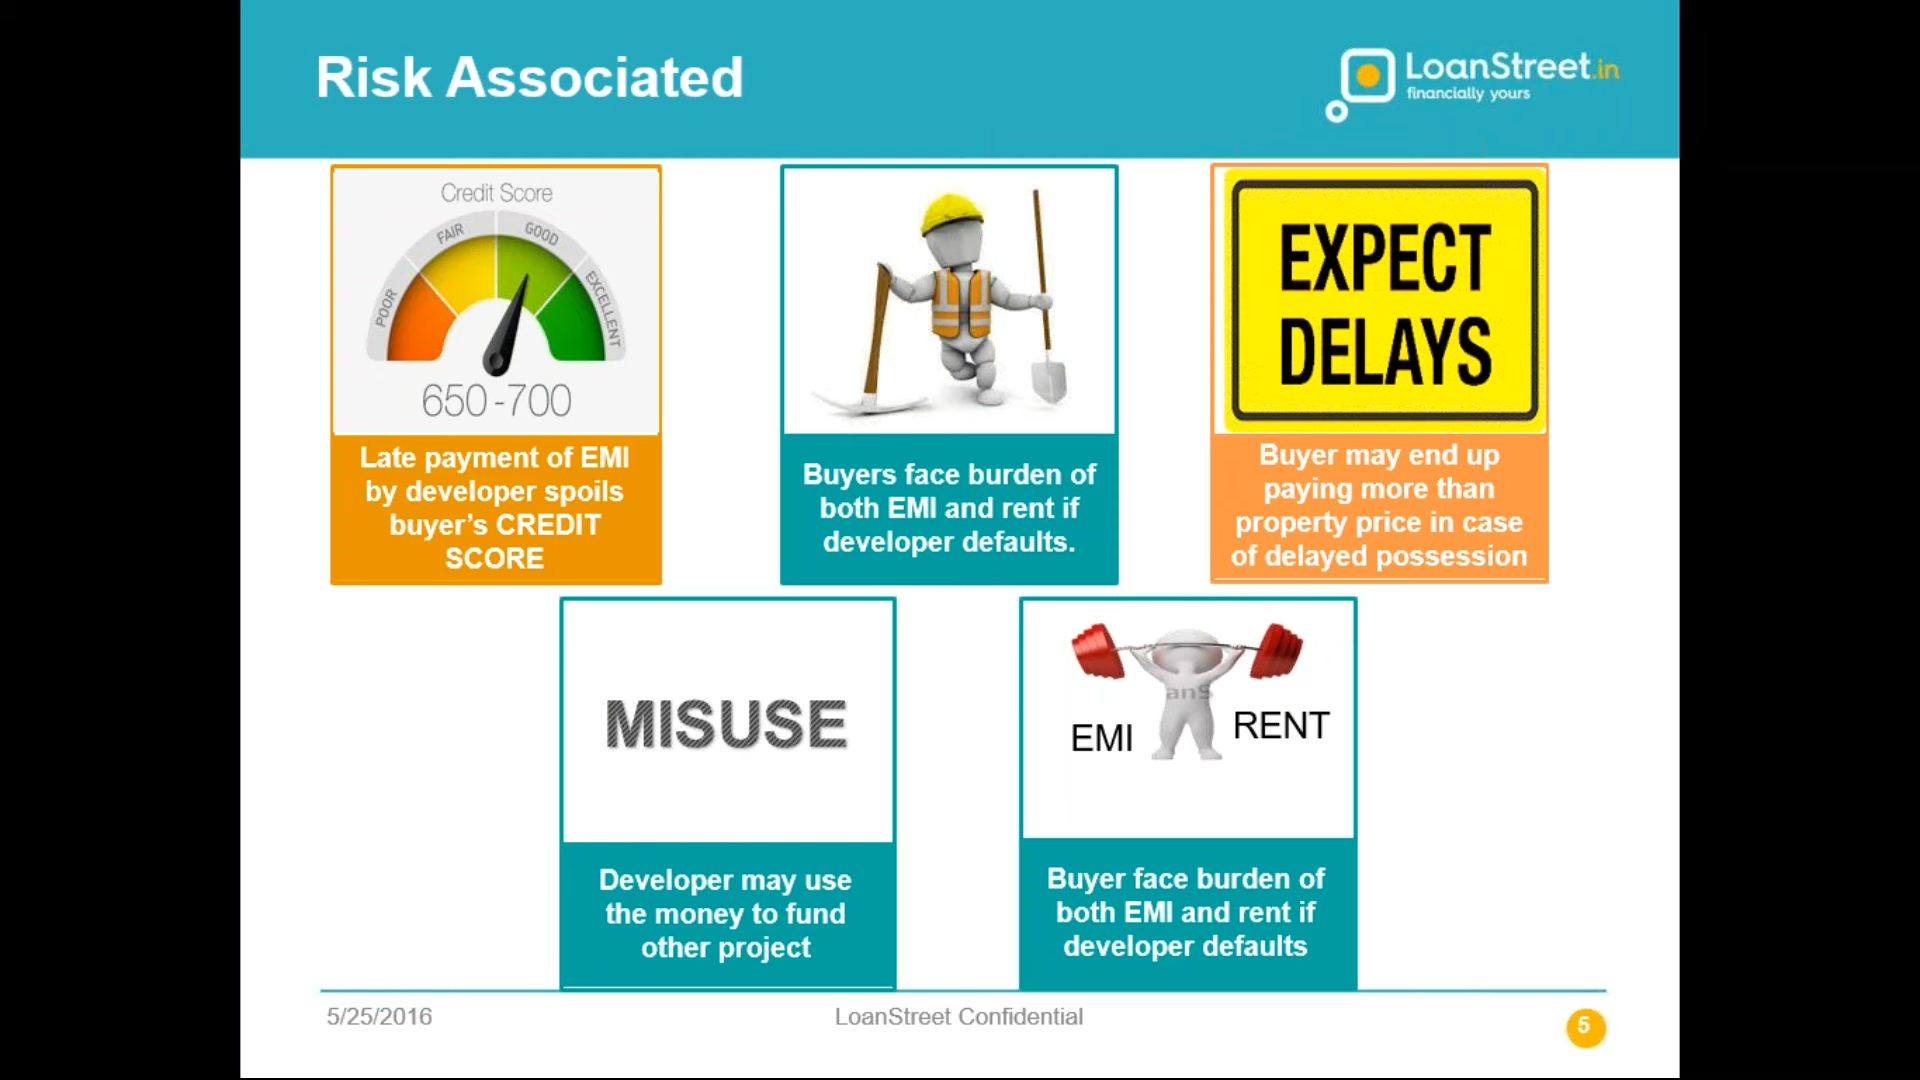 Risk Associated
LoanStreet.in
financially yours
Credit Score
POOR
FAIR
GOOD
EXCELLENT
650-700
Late payment of EMI
by developer spoils
buyer’s CREDIT
SCORE
Buyers face burden of
both EMI and rent if
developer defaults.
EXPECT
DELAYS
Buyer may end up
paying more than
property price in case
of delayed possession
MISUSE
Developer may use
the money to fund
other project
anS
EMI
RENT
Buyer face burden of
both EMI and rent if
developer defaults
5/25/2016
LoanStreet Confidential
5